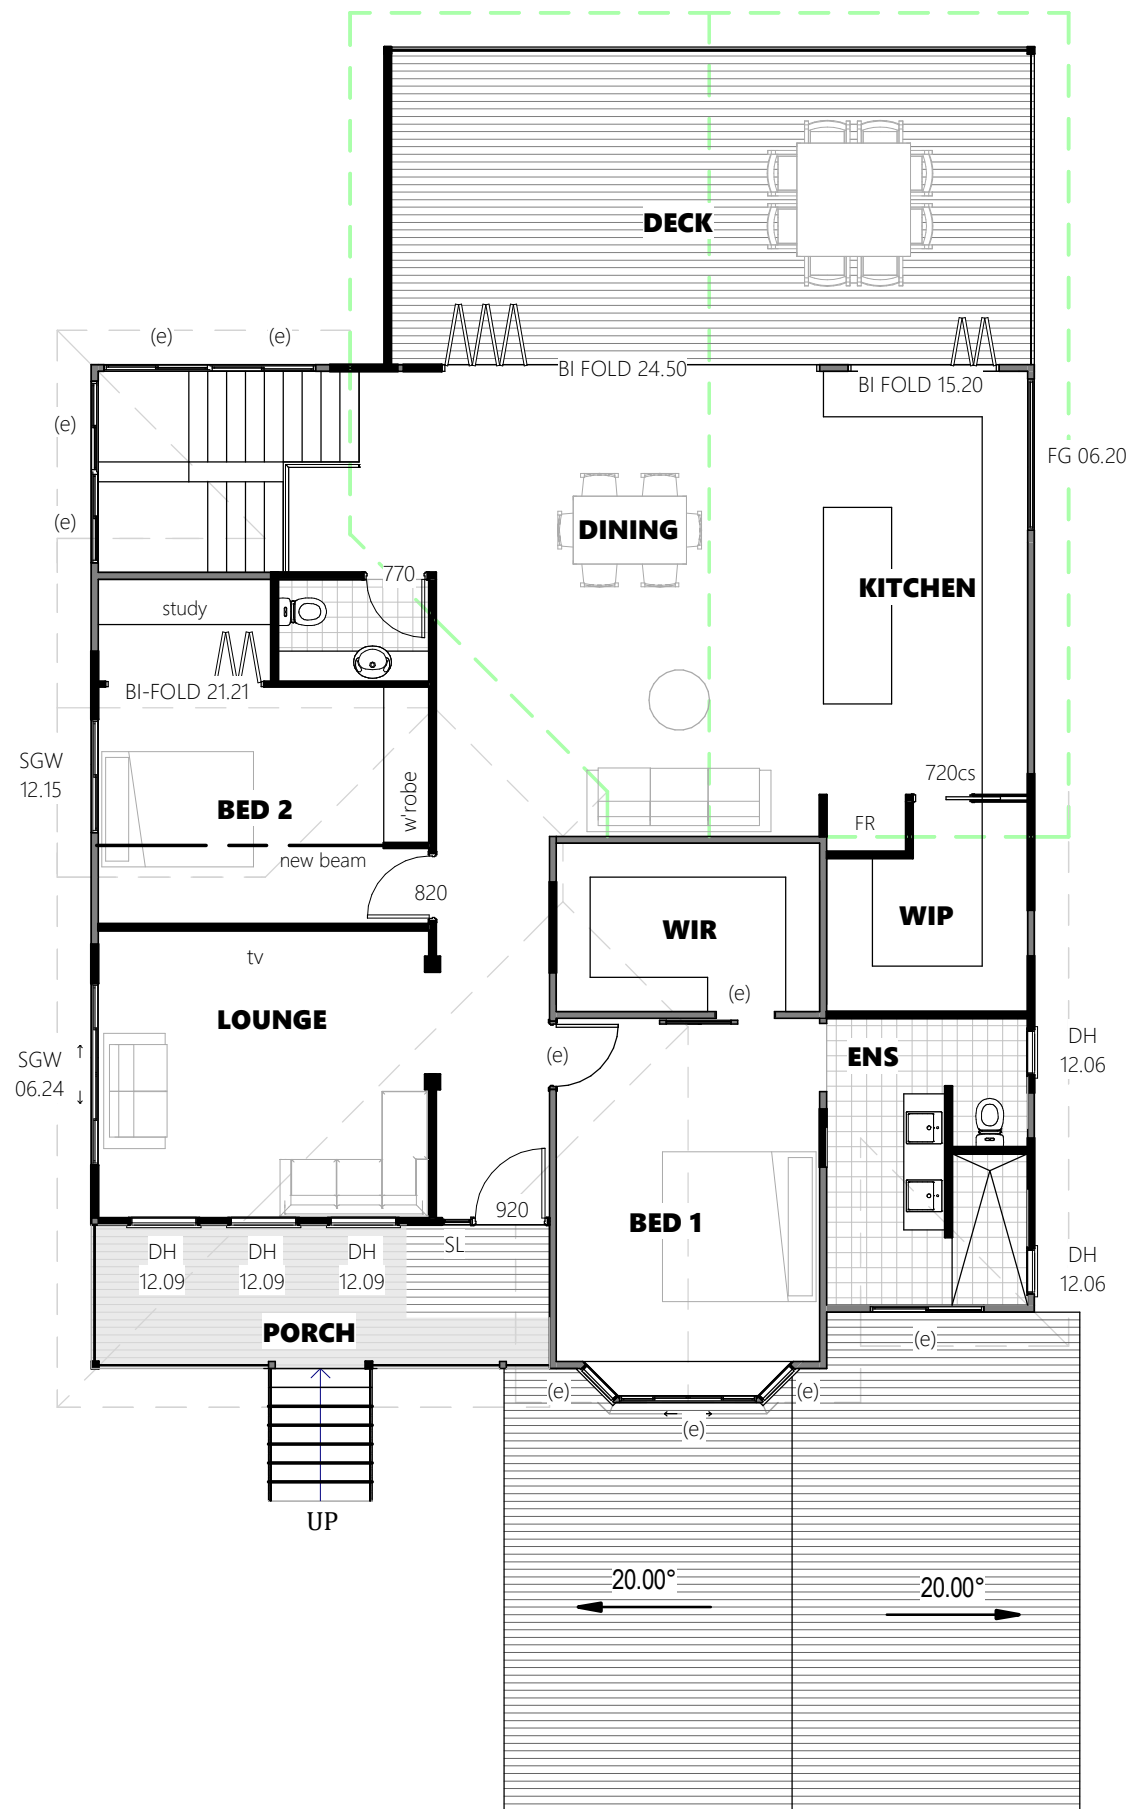 DECK
(e)
(e)
BI FOLD 24.50
BI FOLD 15.20
(e)
FG 06.20
(e)
DINING
770
KITCHEN
study
BI-FOLD 21.21
SGW
12.15
720cs
w'robe
BED 2
FR
new beam
820
WIP
WIR
tv
(e)
LOUNGE
DH
12.06
(e)
ENS
SGW
06.24
920
BED 1
SL
DH
12.09
DH
12.09
DH
12.09
DH
12.06
PORCH
(e)
(e)
(e)
(e)
UP
20.00°
20.00°